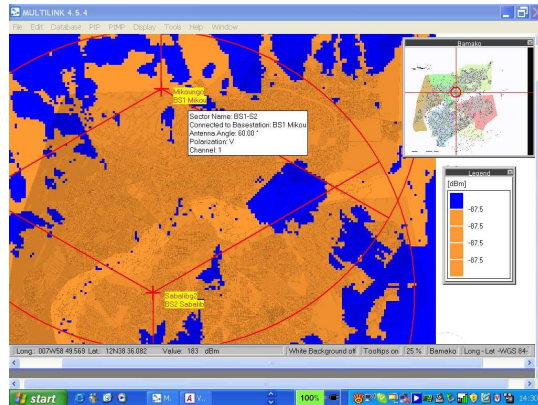 MULTILINK 4.5.4
File Edit Database PtP PtMP Display Tools Help Window
Bamako
Mikoungo
BS1 Mikou
Sector Name: BS1-S2
Connected to Basestation: BS1 Mikou
Antenna Angle: 60.00 °
Polarization: V
Channel: 1
Legend
[dBm]
-87.5
-87.5
-87.5
-87.5
Sabalibg2
BS2 Sabalib
Long.: 007W58 49.569 Lat.: 12N38 36.082 Value: 183 dBm White Background off Tooltips on 25 % Bamako Long - Lat -WGS 84-
start M. V.. 100% 14:30